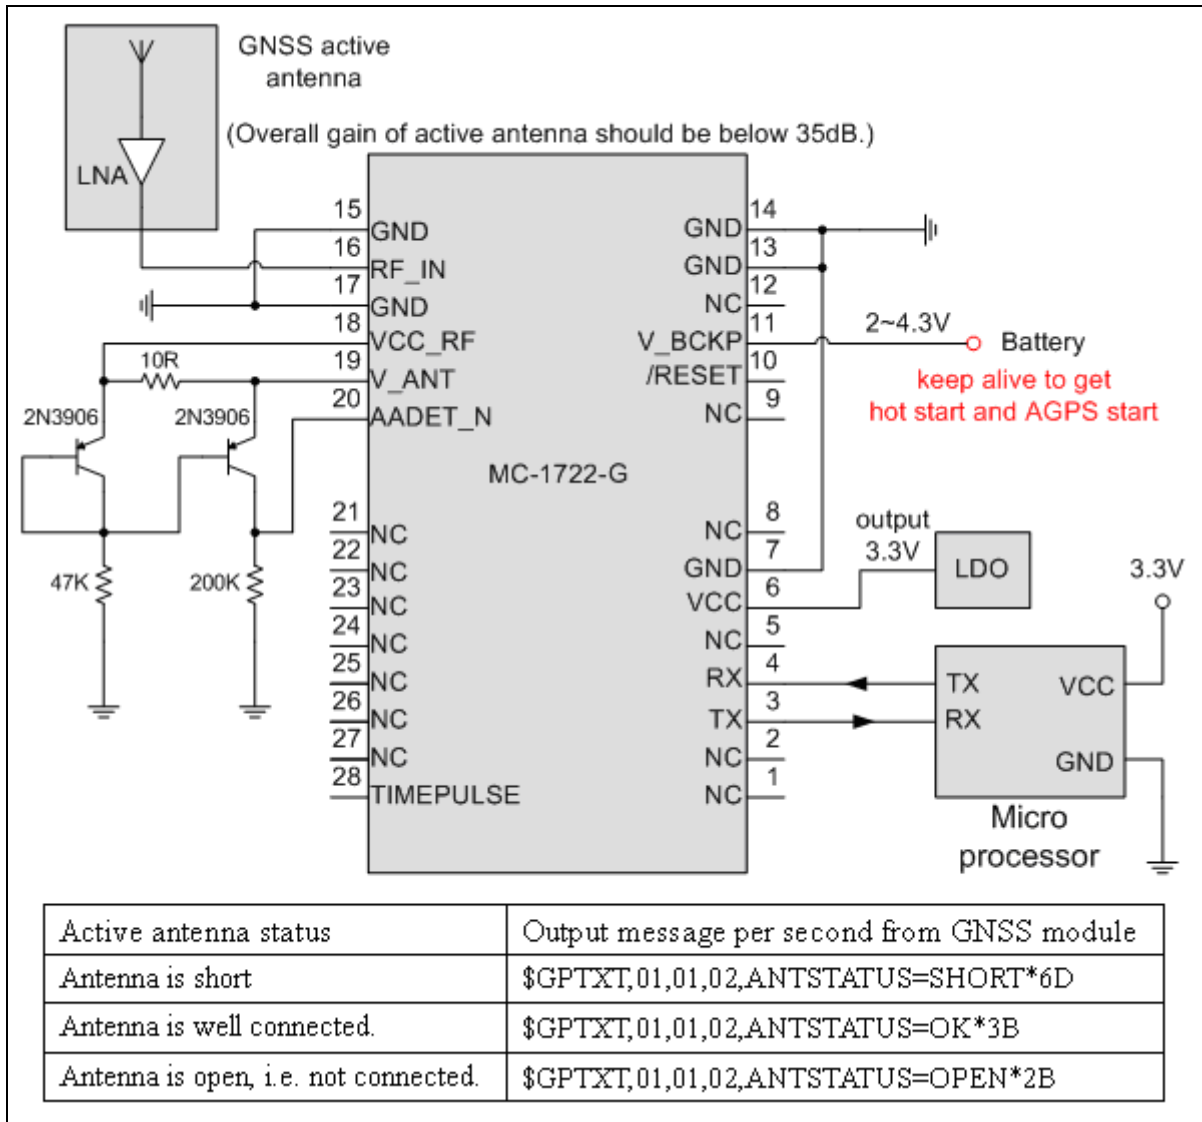 GNSS active
antenna
(Overall gain of active antenna should be below 35dB.)
LNA
15
GND
16
RF_IN
17
GND
18
VCC_RF
19
V_ANT
20
AADET_N
10R
2N3906
2N3906
47K
200K
21
NC
22
NC
23
NC
24
NC
25
NC
26
NC
27
NC
28
TIMEPULSE
MC-1722-G
14
GND
13
GND
12
NC
11
V_BCKP
10
/RESET
9
NC
8
NC
7
GND
6
VCC
5
NC
4
RX
3
TX
2
NC
1
NC
2~4.3V
Battery
keep alive to get
hot start and AGPS start
output
3.3V
LDO
3.3V
TX
VCC
RX
GND
Micro
processor
Active antenna status
Output message per second from GNSS module
Antenna is short
$GPTXT,01,01,02,ANTSTATUS=SHORT*6D
Antenna is well connected.
$GPTXT,01,01,02,ANTSTATUS=OK*3B
Antenna is open, i.e. not connected.
$GPTXT,01,01,02,ANTSTATUS=OPEN*2B